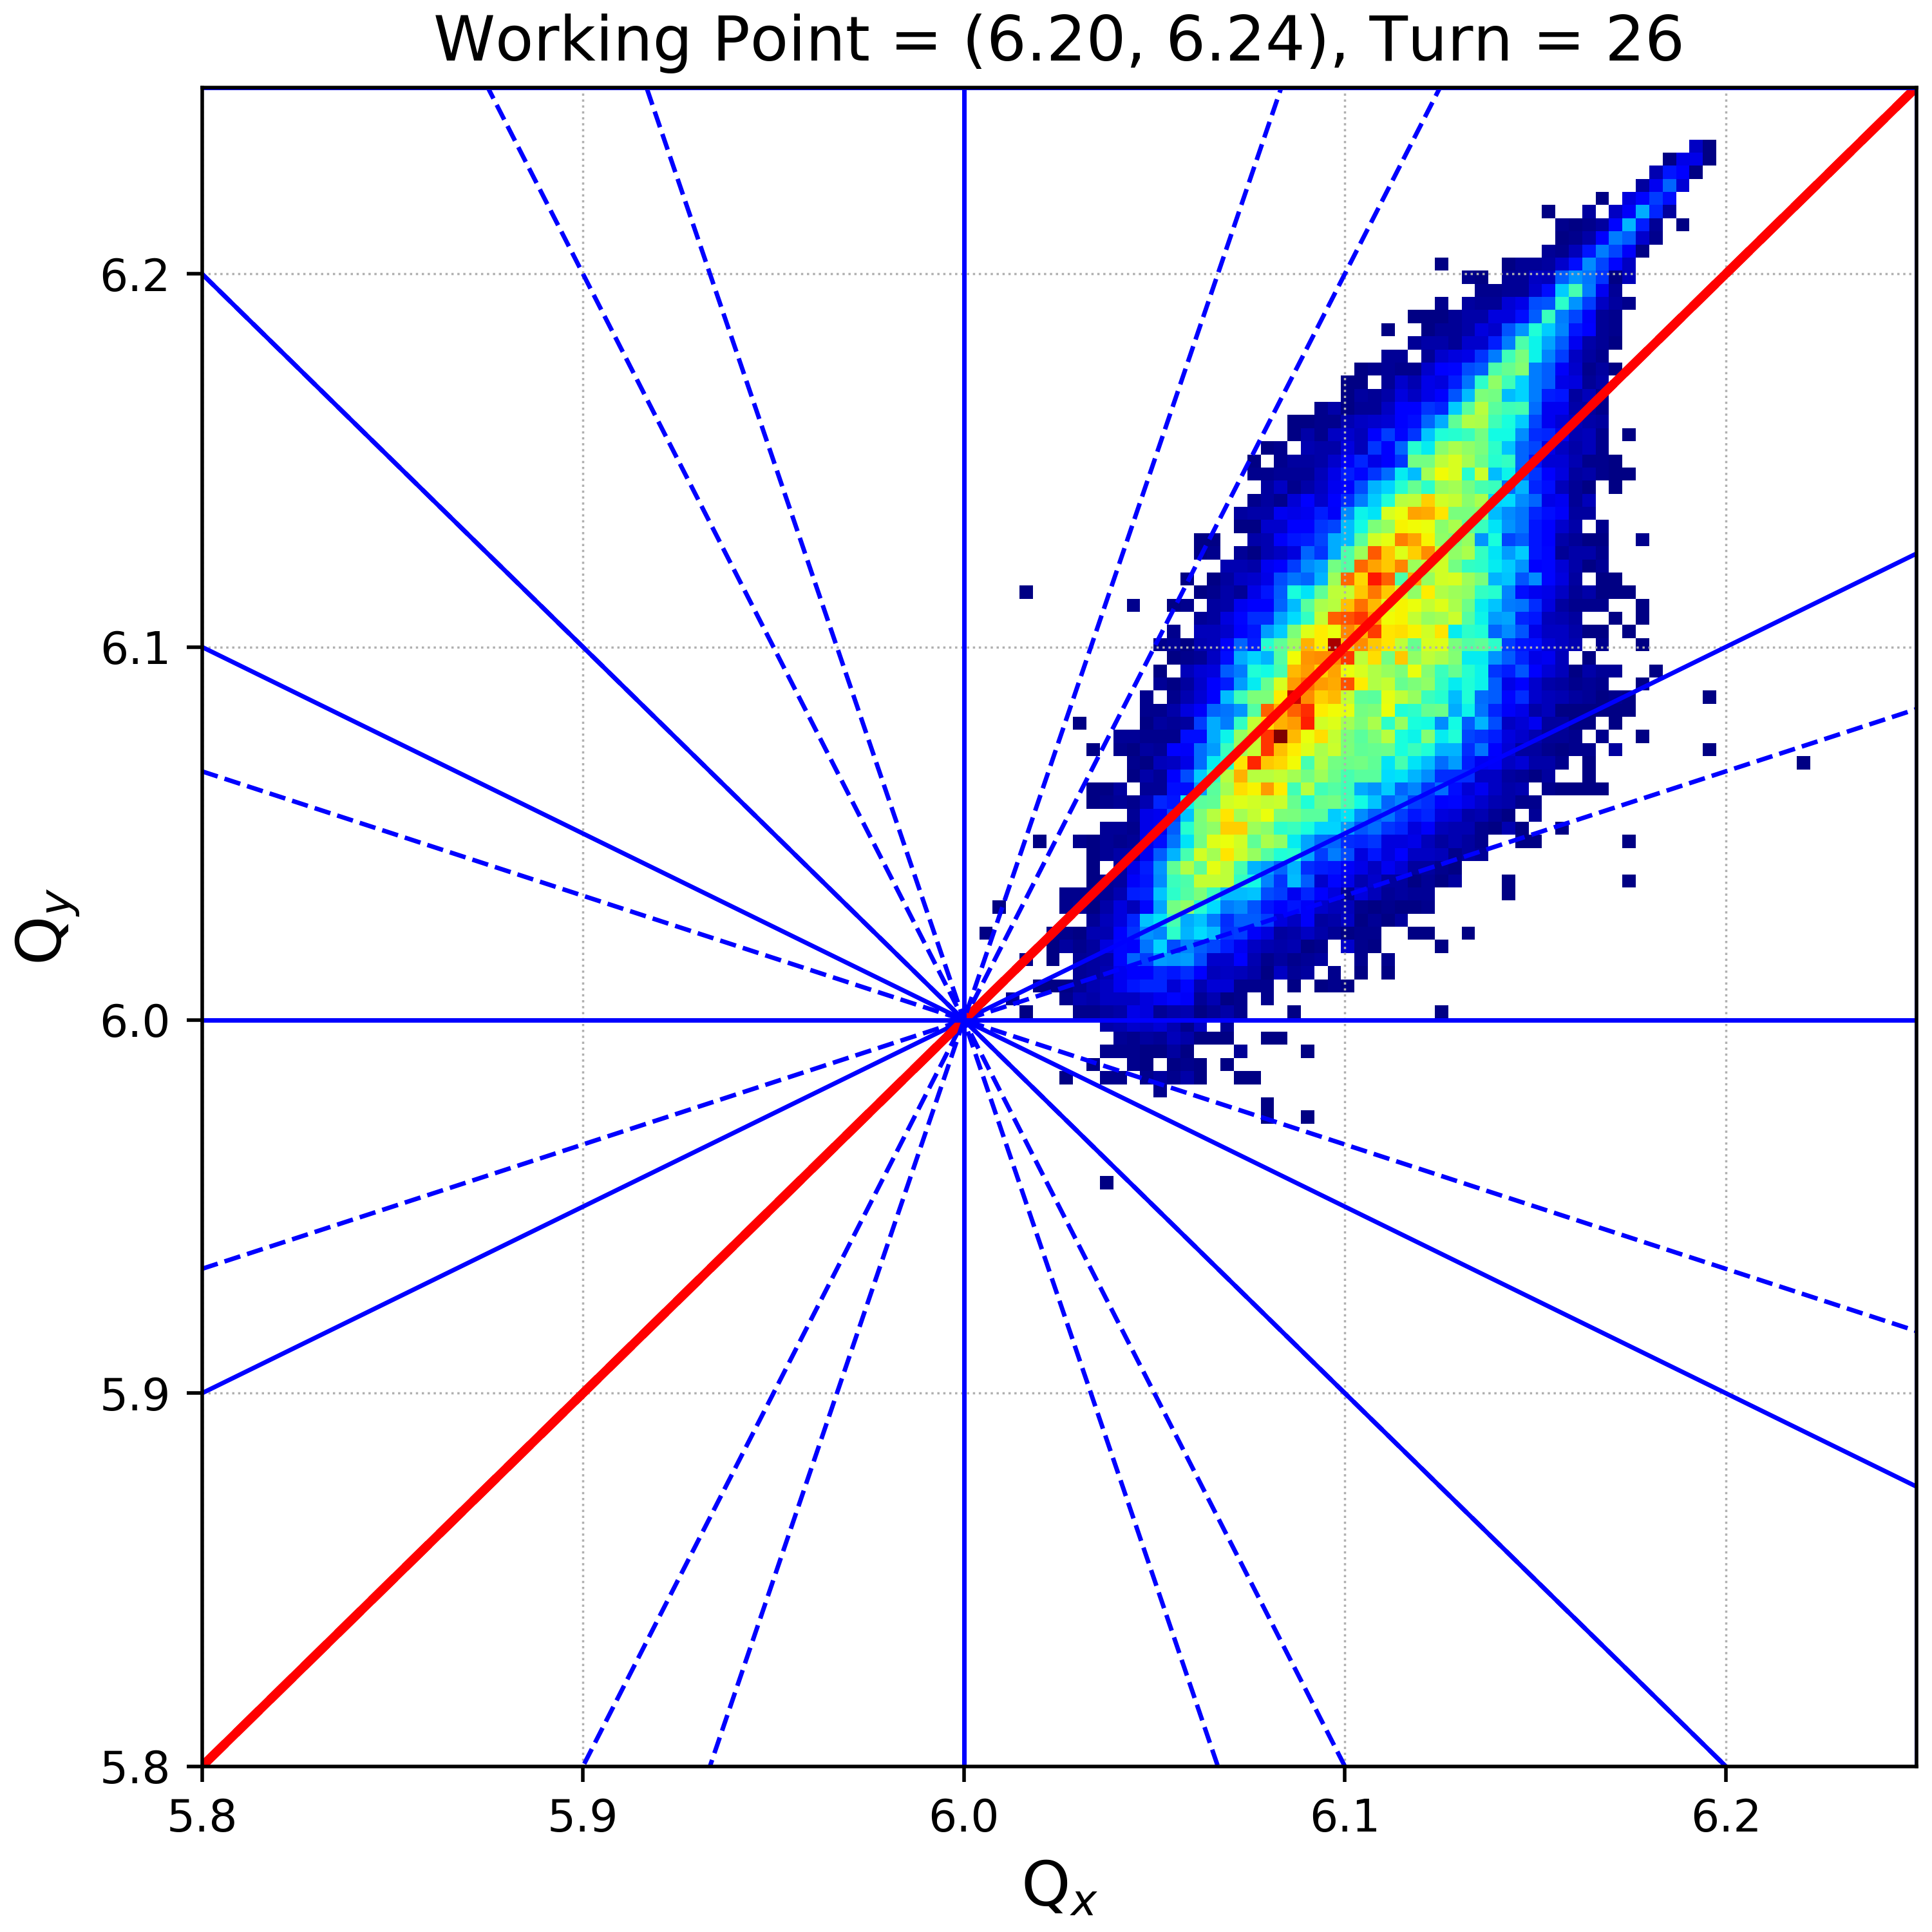 Working Point = (6.20, 6.24), Turn = 26
6.2
6.1
6.0
5.9
5.8
Qy
5.8 5.9 6.0 6.1 6.2
Qx